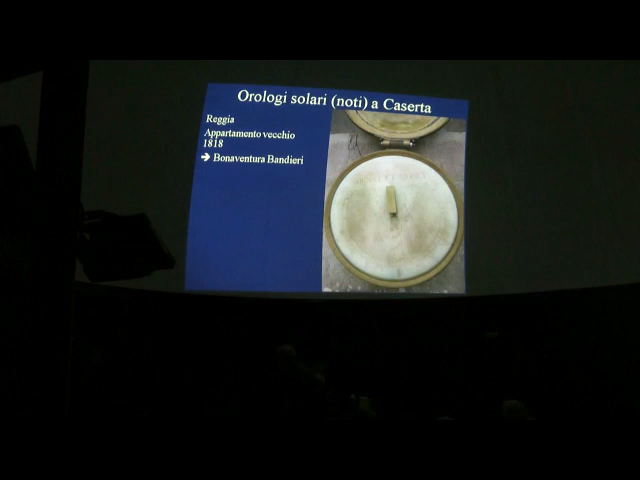 Orologi solari (noti) a Caserta
Reggia
Appartamento vecchio
1818
➔ Bonaventura Bandieri